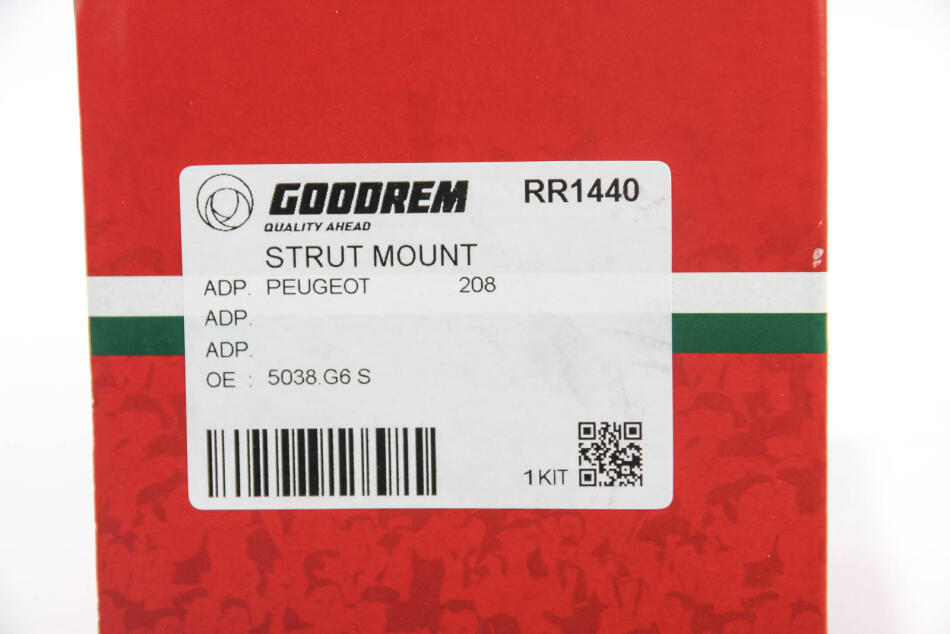 GOODREM
QUALITY AHEAD
RR1440
STRUT MOUNT
ADP. PEUGEOT 208
ADP.
ADP.
OE : 5038.G6 S
1 KIT